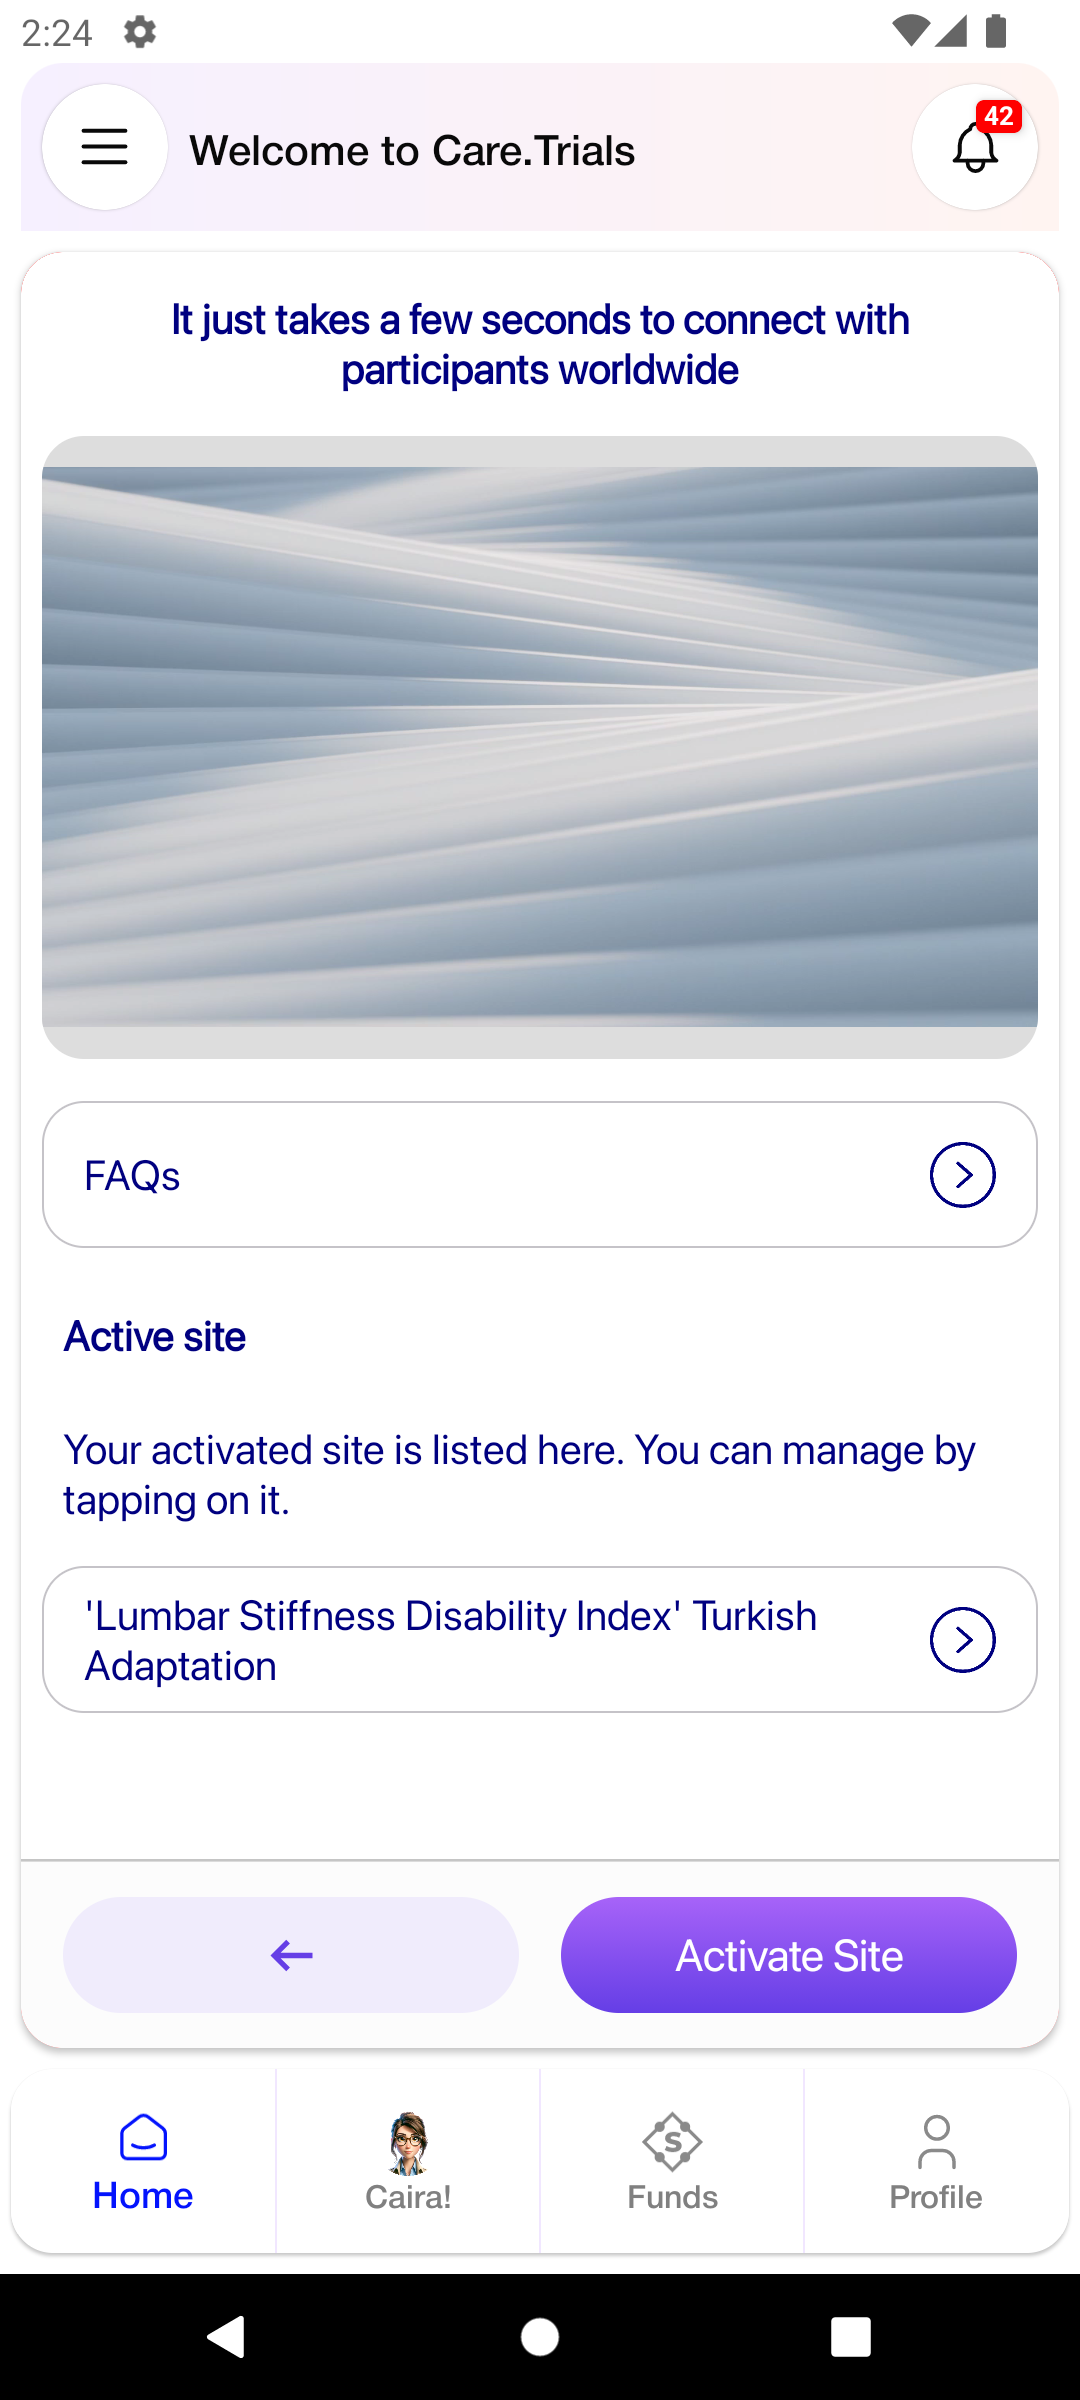 2:24
42
Welcome to Care.Trials
It just takes a few seconds to connect with
participants worldwide
FAQs
Active site
Your activated site is listed here. You can manage by
tapping on it.
'Lumbar Stiffness Disability Index' Turkish
Adaptation
Activate Site
Home
Caira!
Funds
Profile